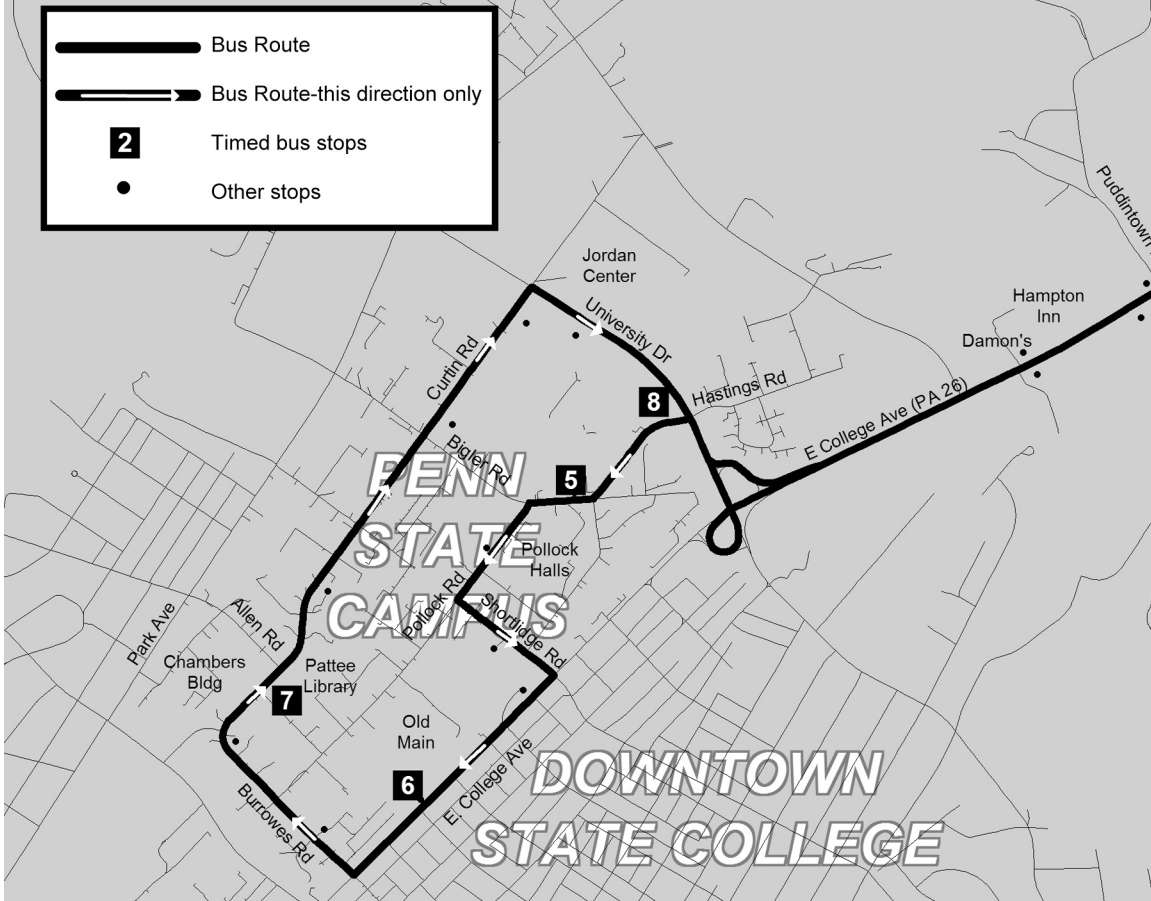 Bus Route
Bus Route-this direction only
2
Timed bus stops
Other stops
Puddintown
Jordan
Center
Hampton
Inn
University Dr
Damon's
Curtin Rd
Hastings Rd
8
E College Ave (PA 26)
Bigler Rd
PENN
STATE
CAMPUS
5
Pollock
Halls
Pollock Rd
Shortlidge Rd
Park Ave
Allen Rd
Chambers
Bldg
Pattee
Library
7
Old
Main
6
E. College Ave
Burrowes Rd
DOWNTOWN
STATE COLLEGE